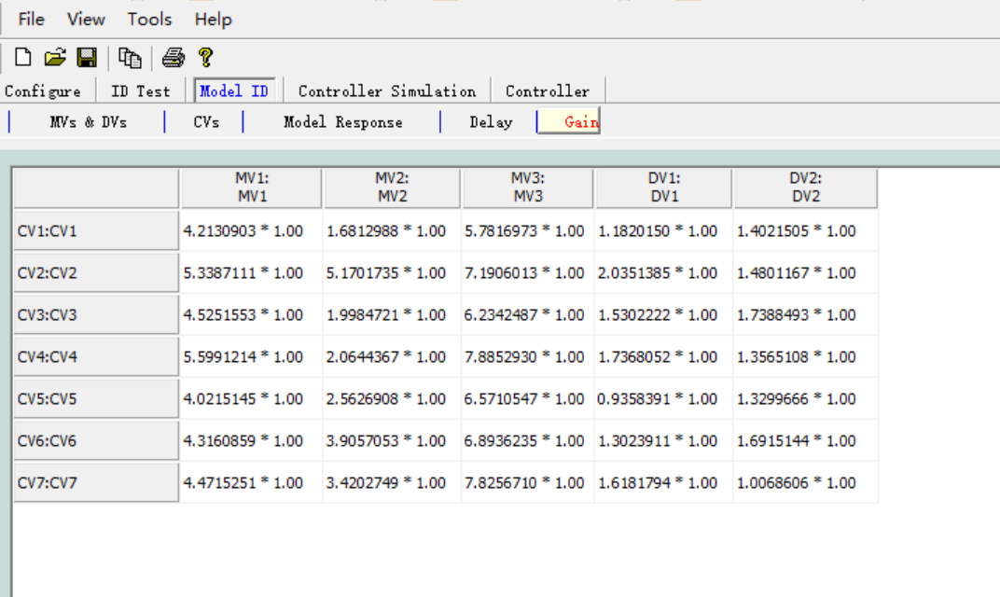 File View Tools Help
Configure ID Test Model ID Controller Simulation Controller
MVs & DVs CVs Model Response Delay Gain
MV1: MV2: MV3: DV1: DV2:
MV1 MV2 MV3 DV1 DV2
CV1:CV1 4.2130903 * 1.00 1.6812988 * 1.00 5.7816973 * 1.00 1.1820150 * 1.00 1.4021505 * 1.00
CV2:CV2 5.3387111 * 1.00 5.1701735 * 1.00 7.1906013 * 1.00 2.0351385 * 1.00 1.4801167 * 1.00
CV3:CV3 4.5251553 * 1.00 1.9984721 * 1.00 6.2342487 * 1.00 1.5302222 * 1.00 1.7388493 * 1.00
CV4:CV4 5.5991214 * 1.00 2.0644367 * 1.00 7.8852930 * 1.00 1.7368052 * 1.00 1.3565108 * 1.00
CV5:CV5 4.0215145 * 1.00 2.5626908 * 1.00 6.5710547 * 1.00 0.9358391 * 1.00 1.3299666 * 1.00
CV6:CV6 4.3160859 * 1.00 3.9057053 * 1.00 6.8936235 * 1.00 1.3023911 * 1.00 1.6915144 * 1.00
CV7:CV7 4.4715251 * 1.00 3.4202749 * 1.00 7.8256710 * 1.00 1.6181794 * 1.00 1.0068606 * 1.00